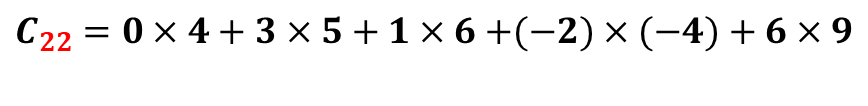 C₂₂ = 0 × 4 + 3 × 5 + 1 × 6 +(−2) × (−4) + 6 × 9